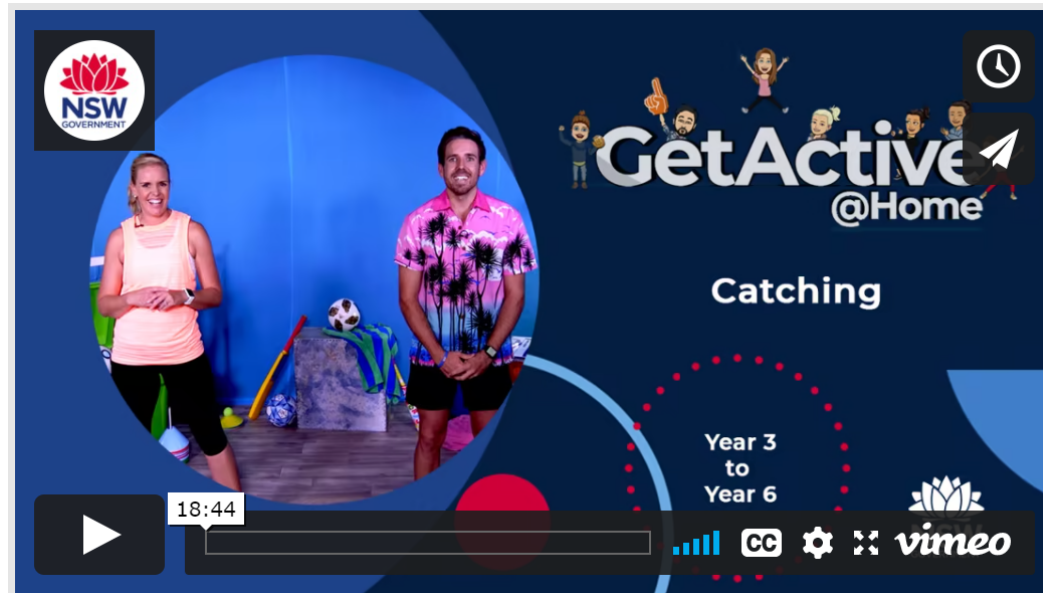 NSW
GOVERNMENT
GetActive
@Home
Catching
Year 3
to
Year 6
18:44
CC
vimeo